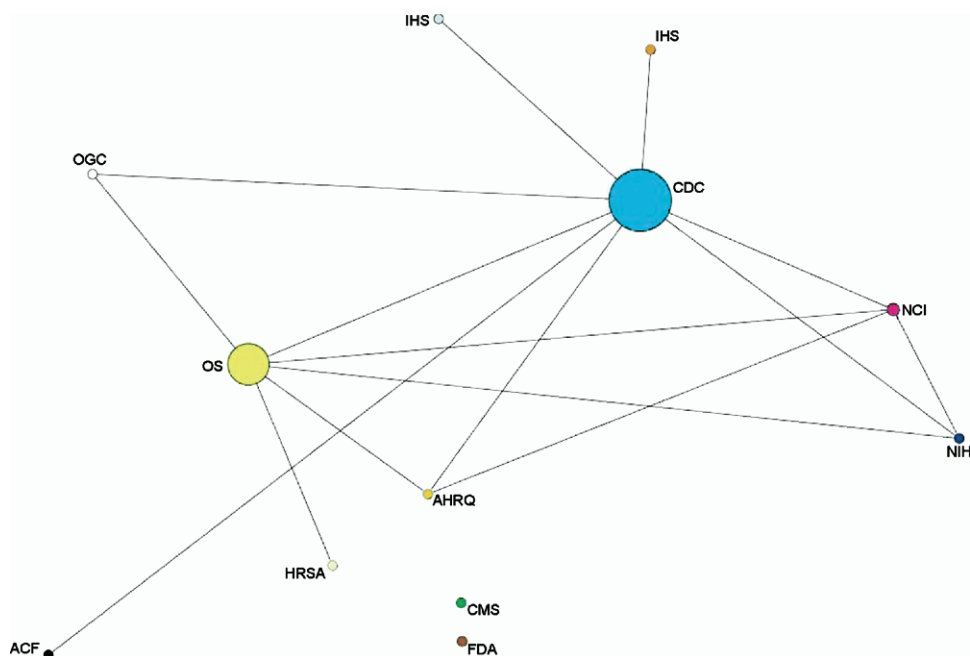 IHS
IHS
OGC
CDC
NCI
OS
NIH
AHRQ
HRSA
CMS
FDA
ACF